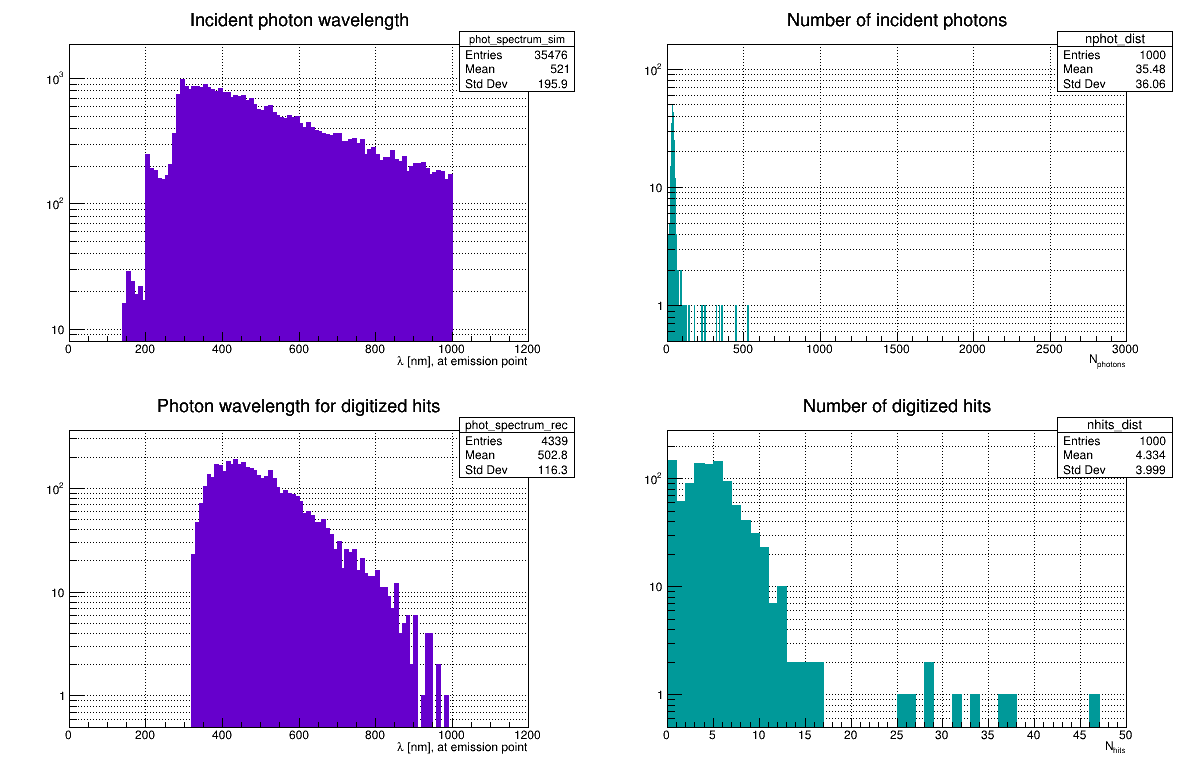 Incident photon wavelength
phot_spectrum_sim
Entries 35476
Mean 521
Std Dev 195.9
10³
10²
10
0 200 400 600 800 1000 1200
λ [nm], at emission point
Number of incident photons
nphot_dist
Entries 1000
Mean 35.48
Std Dev 36.06
10²
10
1
0 500 1000 1500 2000 2500 3000
Nphotons
Photon wavelength for digitized hits
phot_spectrum_rec
Entries 4339
Mean 502.8
Std Dev 116.3
10²
10
1
0 200 400 600 800 1000 1200
λ [nm], at emission point
Number of digitized hits
nhits_dist
Entries 1000
Mean 4.334
Std Dev 3.999
10²
10
1
0 5 10 15 20 25 30 35 40 45 50
Nhits